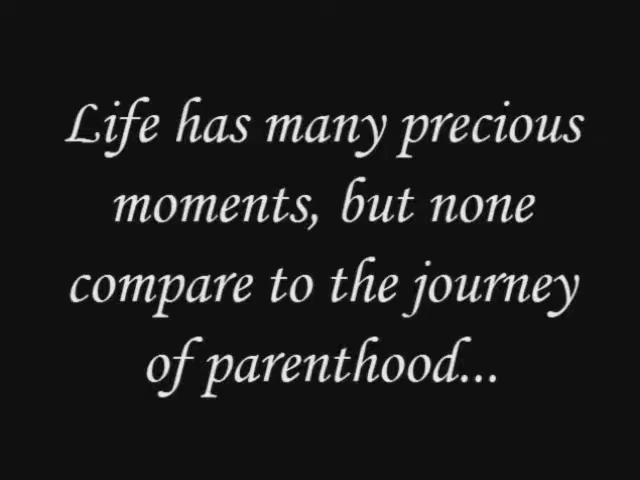 Life has many precious
moments, but none
compare to the journey
of parenthood...